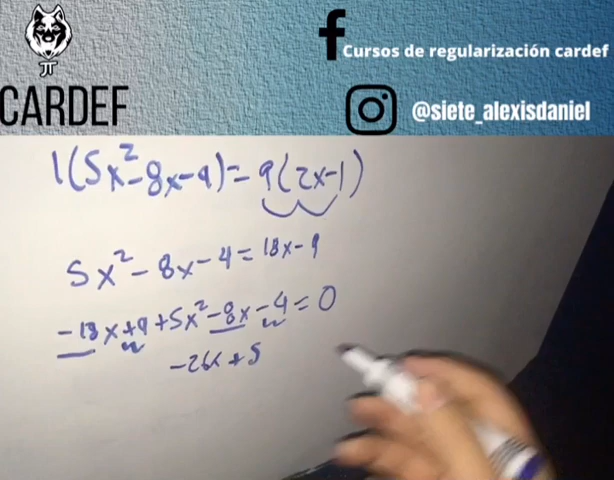 Cursos de regularización cardef
CARDEF
@siete_alexisdaniel
1(5x²-8x-4)=9(2x-1)
5x²-8x-4=18x-9
-18x+9+5x²-8x-4=0
-26x+5